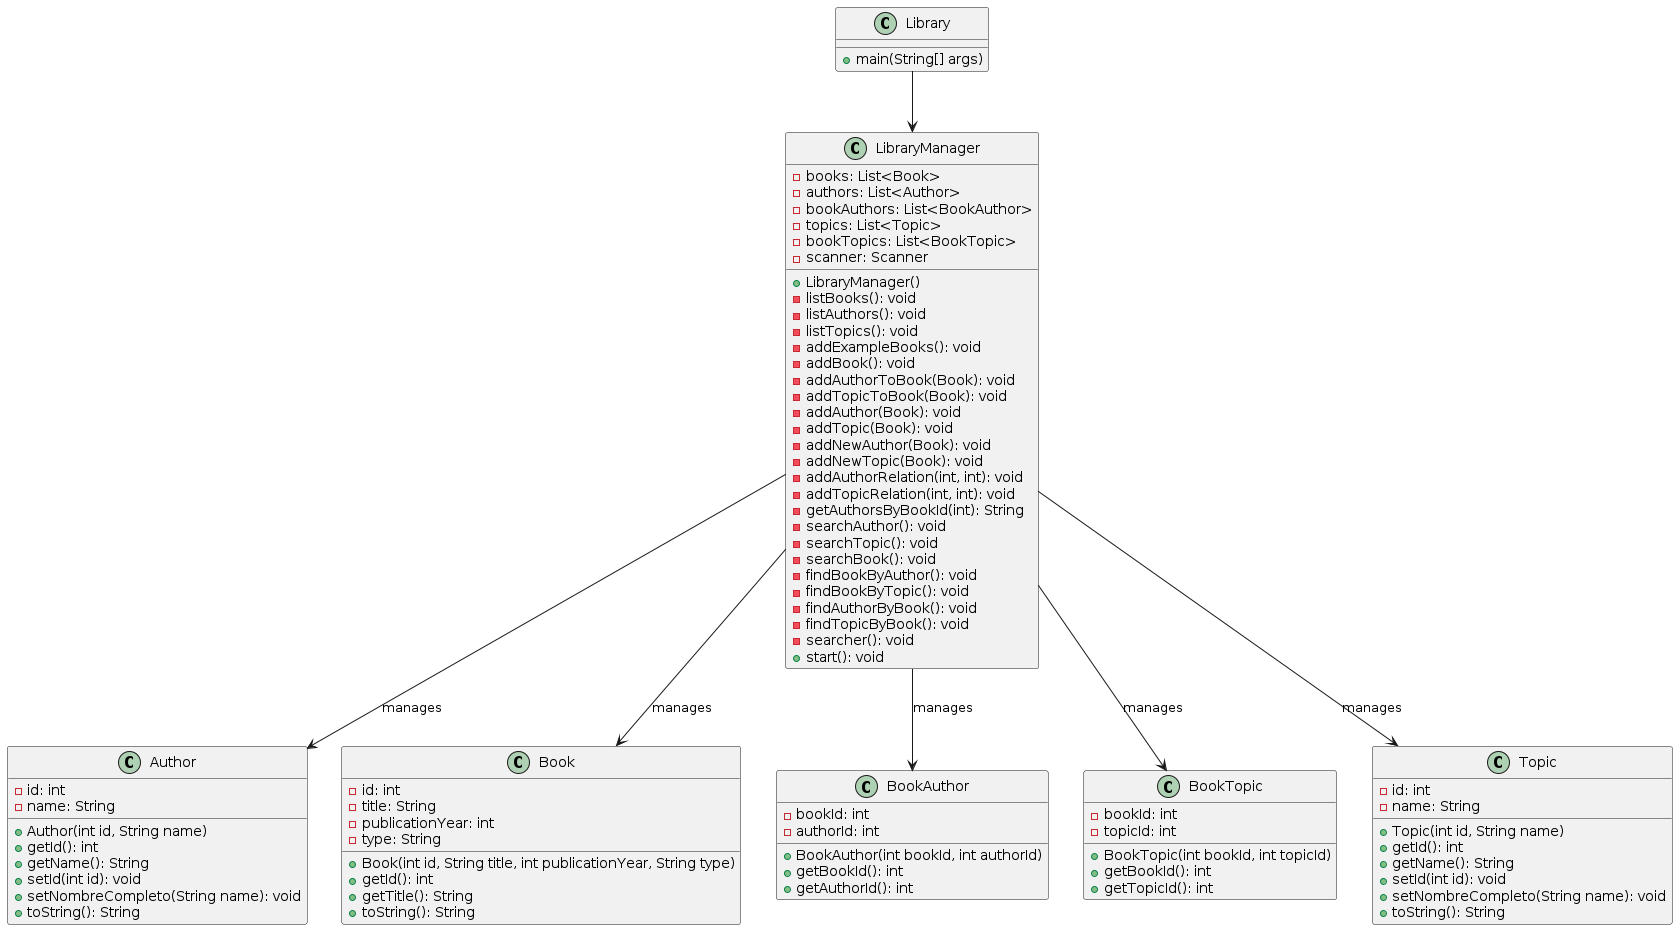 C Library
main(String[] args)
C LibraryManager
books: List<Book>
authors: List<Author>
bookAuthors: List<BookAuthor>
topics: List<Topic>
bookTopics: List<BookTopic>
scanner: Scanner
LibraryManager()
listBooks(): void
listAuthors(): void
listTopics(): void
addExampleBooks(): void
addBook(): void
addAuthorToBook(Book): void
addTopicToBook(Book): void
addAuthor(Book): void
addTopic(Book): void
addNewAuthor(Book): void
addNewTopic(Book): void
addAuthorRelation(int, int): void
addTopicRelation(int, int): void
getAuthorsByBookId(int): String
searchAuthor(): void
searchTopic(): void
searchBook(): void
findBookByAuthor(): void
findBookByTopic(): void
findAuthorByBook(): void
findTopicByBook(): void
searcher(): void
start(): void
manages
manages
manages
manages
manages
C Author
id: int
name: String
Author(int id, String name)
getId(): int
getName(): String
setId(int id): void
setNombreCompleto(String name): void
toString(): String
C Book
id: int
title: String
publicationYear: int
type: String
Book(int id, String title, int publicationYear, String type)
getId(): int
getTitle(): String
toString(): String
C BookAuthor
bookId: int
authorId: int
BookAuthor(int bookId, int authorId)
getBookId(): int
getAuthorId(): int
C BookTopic
bookId: int
topicId: int
BookTopic(int bookId, int topicId)
getBookId(): int
getTopicId(): int
C Topic
id: int
name: String
Topic(int id, String name)
getId(): int
getName(): String
setId(int id): void
setNombreCompleto(String name): void
toString(): String